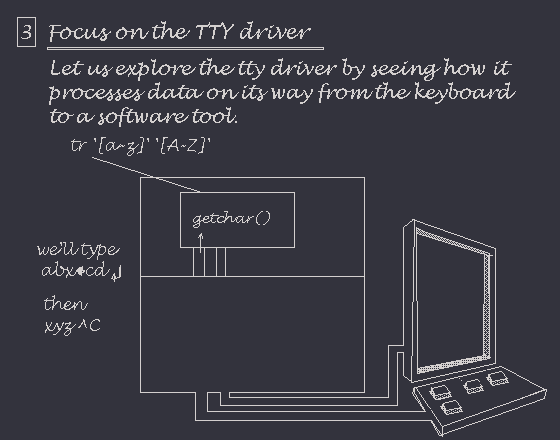 3 Focus on the TTY driver
Let us explore the tty driver by seeing how it
processes data on its way from the keyboard
to a software tool.
tr '[a-z]' '[A-Z]'
getchar()
we'll type
abx←cd ↲
then
xyz ^C